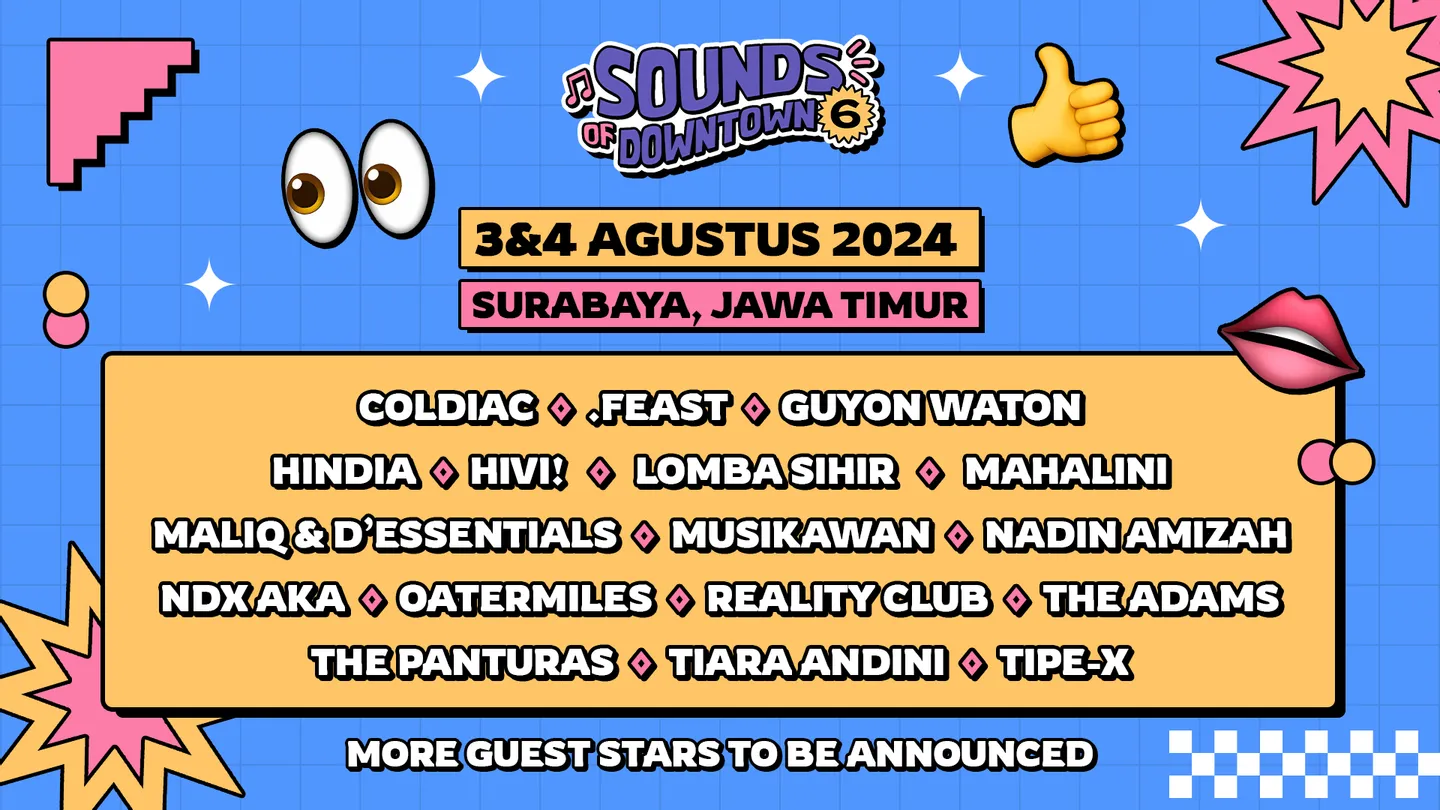 SOUNDS
OF DOWNTOWN 6
3&4 AGUSTUS 2024
SURABAYA, JAWA TIMUR
COLDIAC ◈ .FEAST ◈ GUYON WATON
HINDIA ◈ HIVI! ◈ LOMBA SIHIR ◈ MAHALINI
MALIQ & D'ESSENTIALS ◈ MUSIKAWAN ◈ NADIN AMIZAH
NDX AKA ◈ OATERMILES ◈ REALITY CLUB ◈ THE ADAMS
THE PANTURAS ◈ TIARA ANDINI ◈ TIPE-X
MORE GUEST STARS TO BE ANNOUNCED